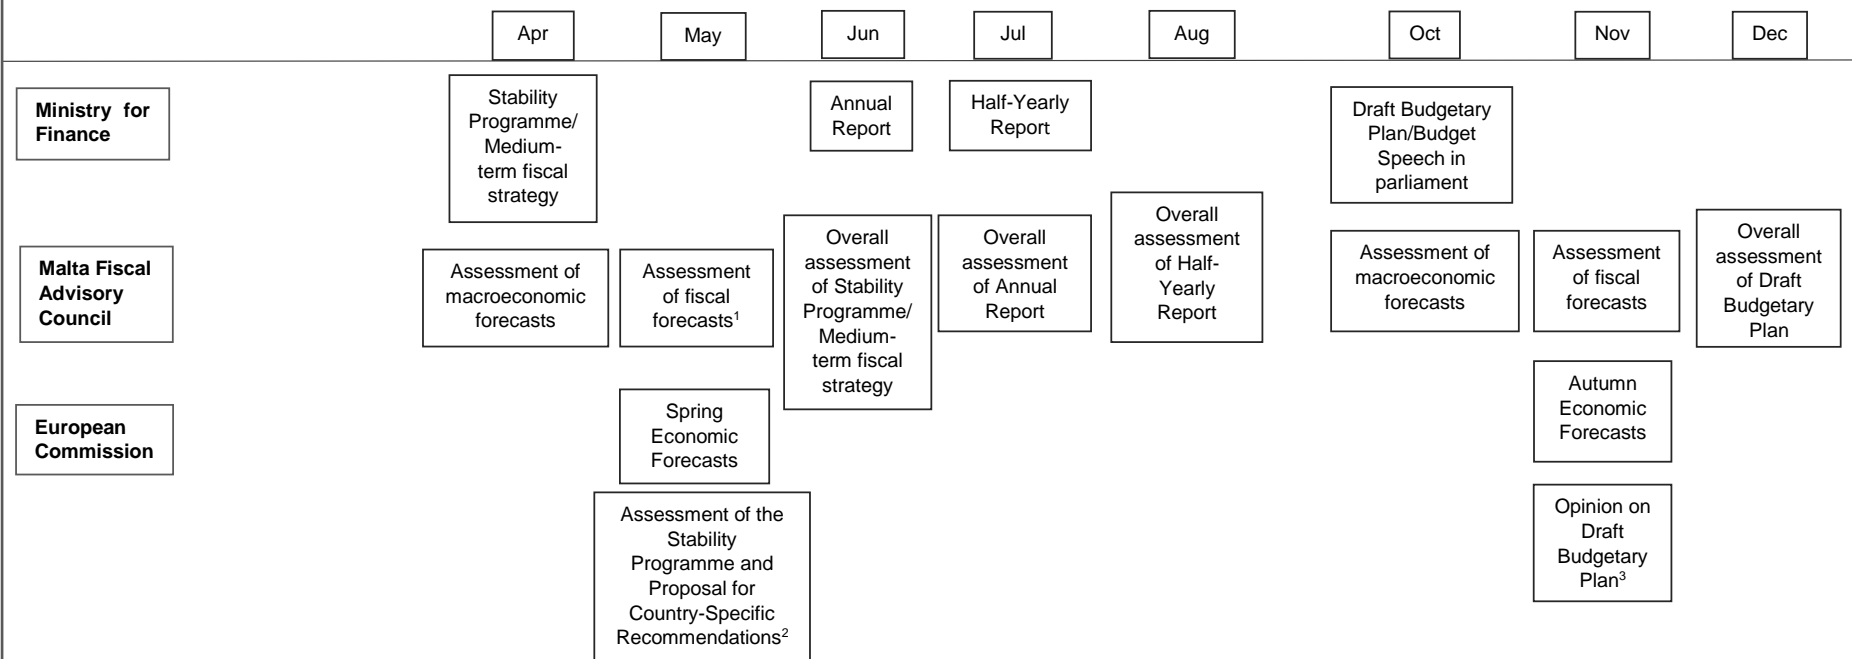 Apr
May
Jun
Jul
Aug
Oct
Nov
Dec
Ministry for
Finance
Stability
Programme/
Medium-
term fiscal
strategy
Annual
Report
Half-Yearly
Report
Draft Budgetary
Plan/Budget
Speech in
parliament
Malta Fiscal
Advisory
Council
Assessment of
macroeconomic
forecasts
Assessment
of fiscal
forecasts¹
Overall
assessment
of Stability
Programme/
Medium-
term fiscal
strategy
Overall
assessment
of Annual
Report
Overall
assessment
of Half-
Yearly
Report
Assessment of
macroeconomic
forecasts
Assessment
of fiscal
forecasts
Overall
assessment
of Draft
Budgetary
Plan
European
Commission
Spring
Economic
Forecasts
Assessment of the
Stability
Programme and
Proposal for
Country-Specific
Recommendations²
Autumn
Economic
Forecasts
Opinion on
Draft
Budgetary
Plan³